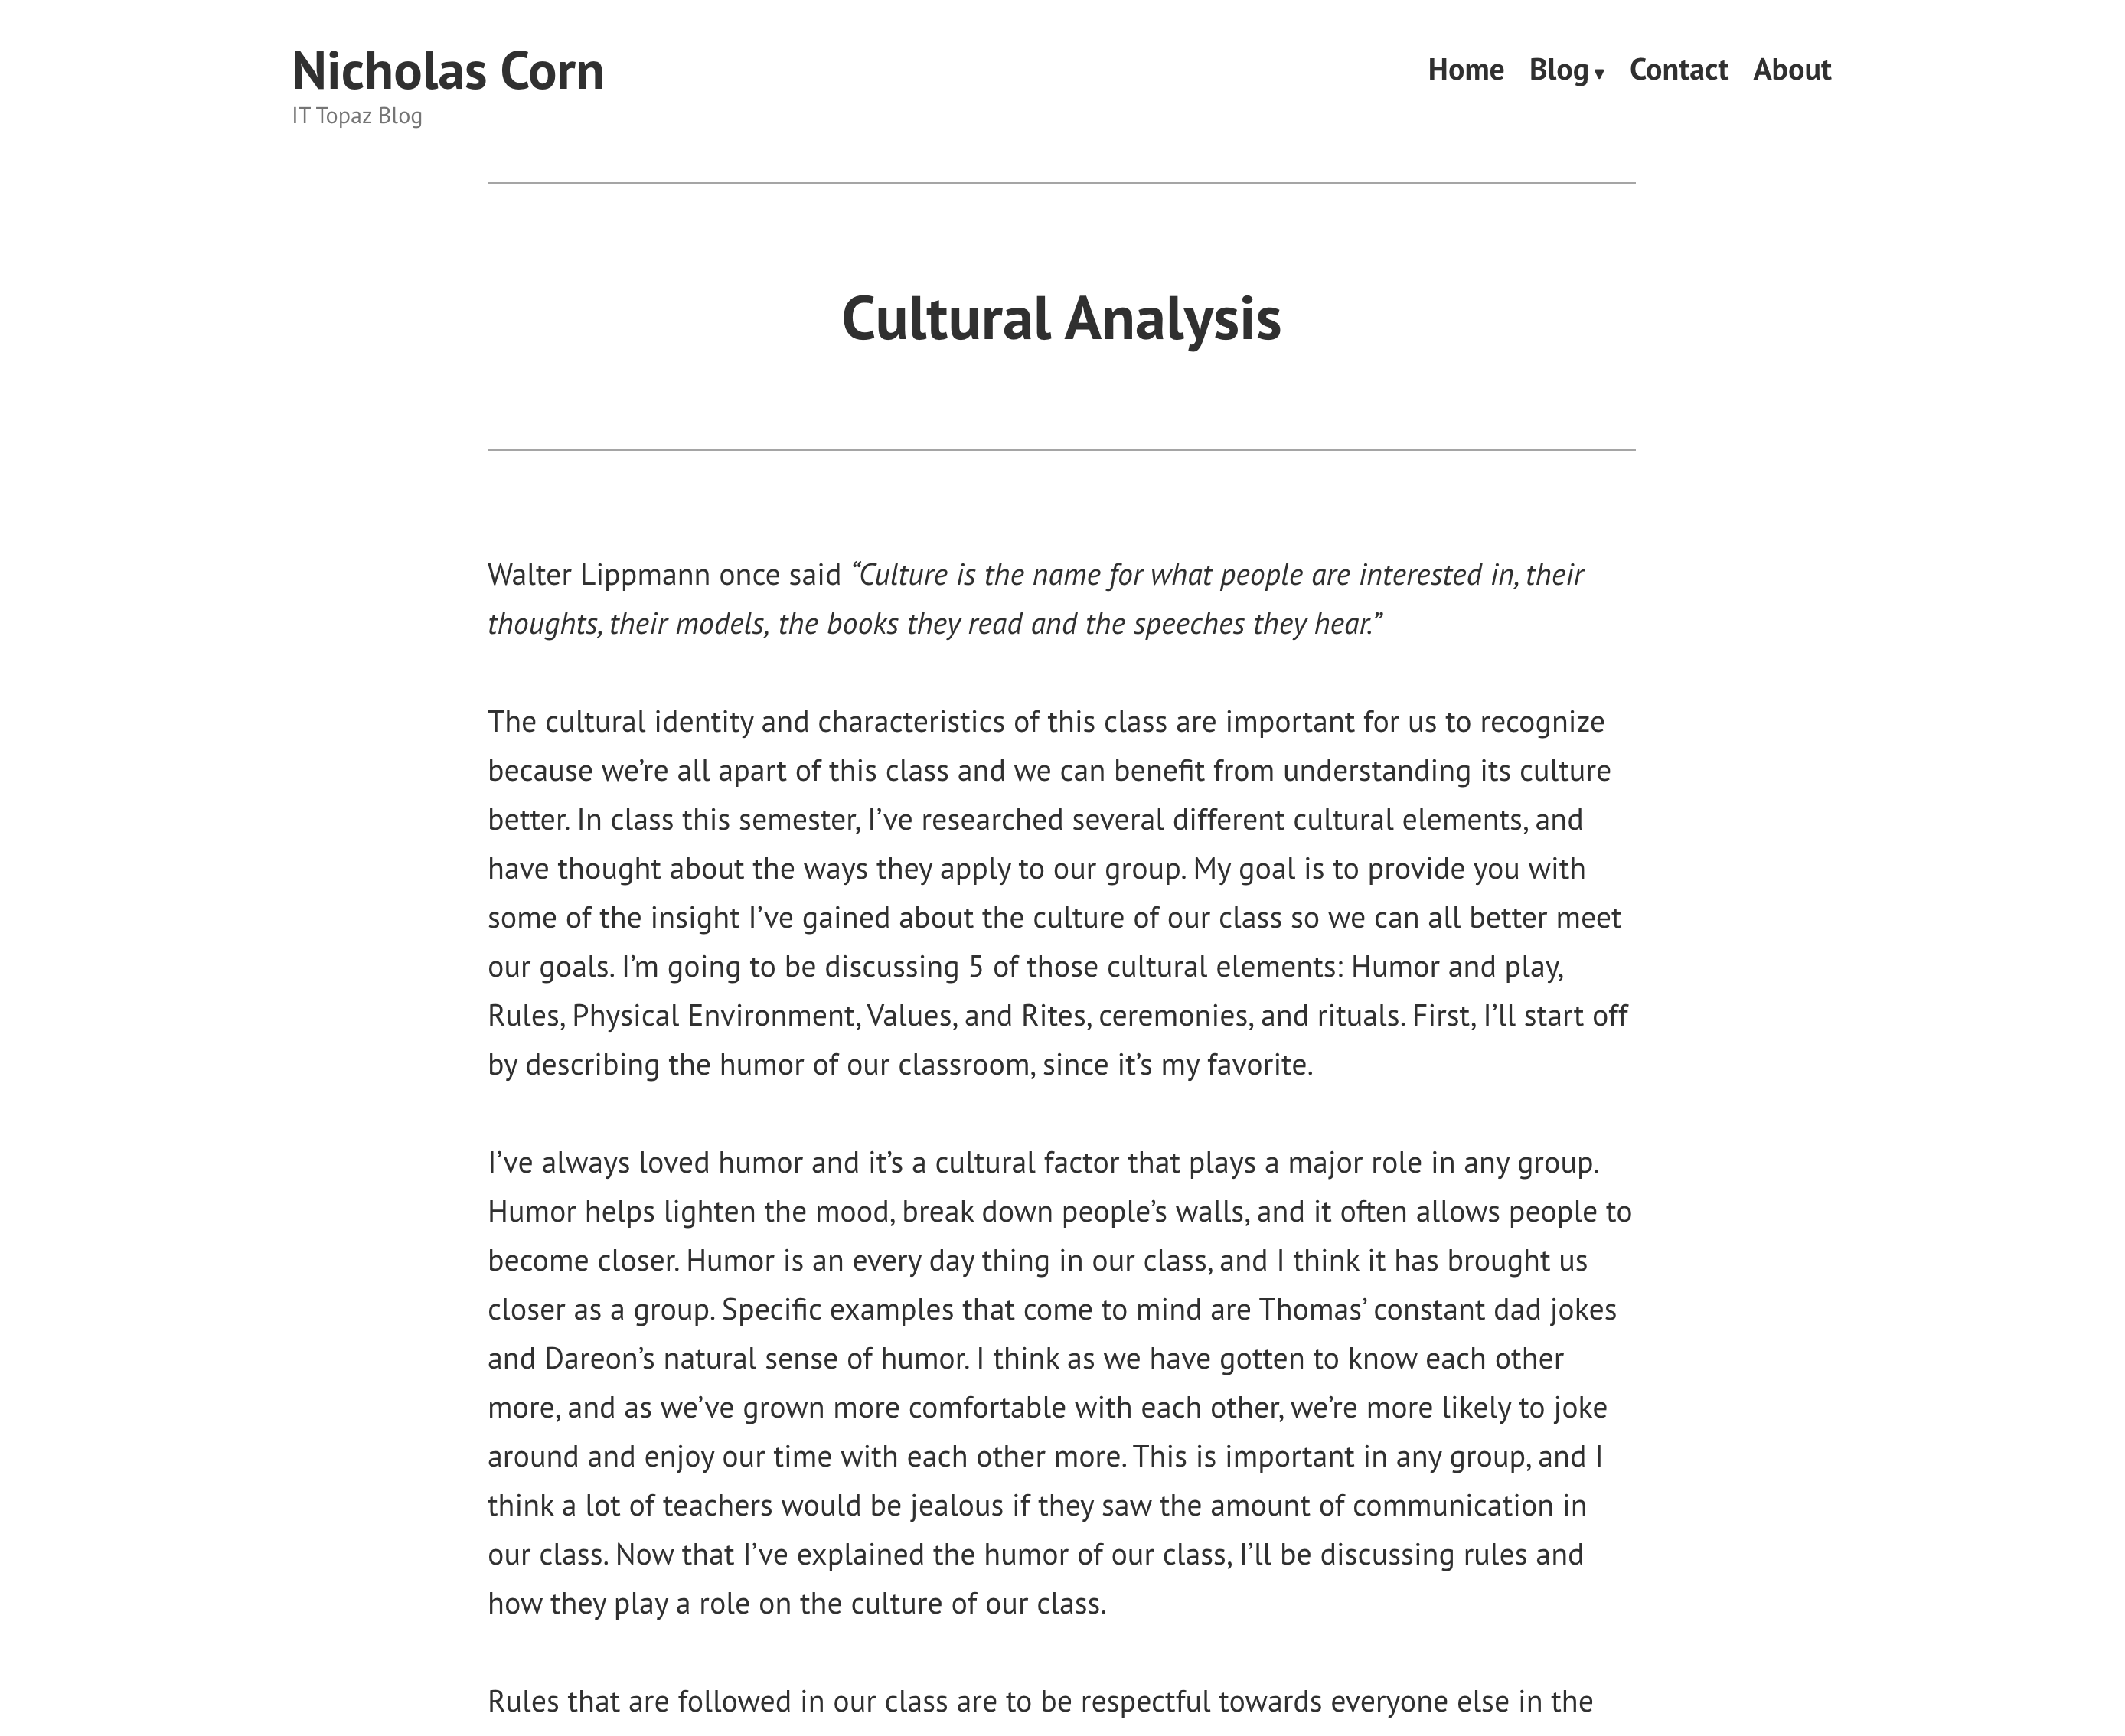 Nicholas Corn
IT Topaz Blog
Home Blog▾ Contact About
Cultural Analysis
Walter Lippmann once said “Culture is the name for what people are interested in, their
thoughts, their models, the books they read and the speeches they hear.”
The cultural identity and characteristics of this class are important for us to recognize
because we’re all apart of this class and we can benefit from understanding its culture
better. In class this semester, I’ve researched several different cultural elements, and
have thought about the ways they apply to our group. My goal is to provide you with
some of the insight I’ve gained about the culture of our class so we can all better meet
our goals. I’m going to be discussing 5 of those cultural elements: Humor and play,
Rules, Physical Environment, Values, and Rites, ceremonies, and rituals. First, I’ll start off
by describing the humor of our classroom, since it’s my favorite.
I’ve always loved humor and it’s a cultural factor that plays a major role in any group.
Humor helps lighten the mood, break down people’s walls, and it often allows people to
become closer. Humor is an every day thing in our class, and I think it has brought us
closer as a group. Specific examples that come to mind are Thomas’ constant dad jokes
and Dareon’s natural sense of humor. I think as we have gotten to know each other
more, and as we’ve grown more comfortable with each other, we’re more likely to joke
around and enjoy our time with each other more. This is important in any group, and I
think a lot of teachers would be jealous if they saw the amount of communication in
our class. Now that I’ve explained the humor of our class, I’ll be discussing rules and
how they play a role on the culture of our class.
Rules that are followed in our class are to be respectful towards everyone else in the